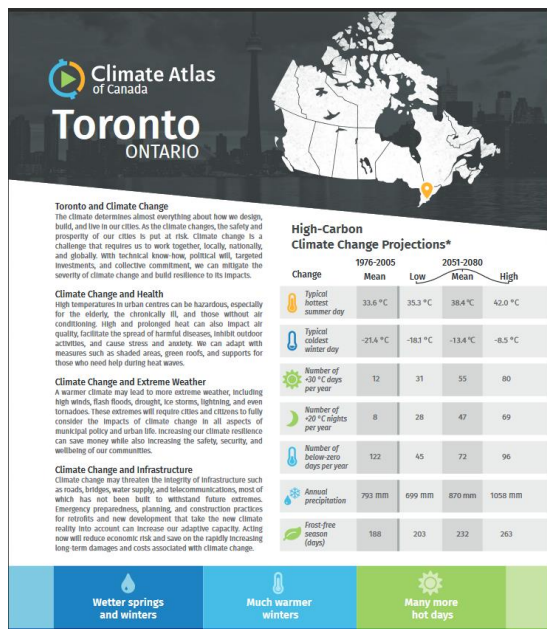 Climate Atlas
of Canada
Toronto
ONTARIO
Toronto and Climate Change
The climate determines almost everything about how we design,
build, and live in our cities. As the climate changes, the safety and
prosperity of our cities is put at risk. Climate change is a
challenge that requires us to work together, locally, nationally,
and globally. With technical know-how, political will, targeted
investments, and collective commitment, we can mitigate the
severity of climate change and build resilience to its impacts.
Climate Change and Health
High temperatures in urban centres can be hazardous, especially
for the elderly, the chronically ill, and those without air
conditioning. High and prolonged heat can also impact air
quality, facilitate the spread of harmful diseases, inhibit outdoor
activities, and cause stress and anxiety. We can adapt with
measures such as shaded areas, green roofs, and supports for
those who need help during heat waves.
Climate Change and Extreme Weather
A warmer climate may lead to more extreme weather, including
high winds, flash floods, drought, ice storms, lightning, and even
tornadoes. These extremes will require cities and citizens to fully
consider the impacts of climate change in all aspects of
municipal policy and urban life. Increasing our climate resilience
can save money while also increasing the safety, security, and
wellbeing of our communities.
Climate Change and Infrastructure
Climate change may threaten the integrity of infrastructure such
as roads, bridges, water supply, and telecommunications, most of
which has not been built to withstand future extremes.
Emergency preparedness, planning, and construction practices
for retrofits and new development that take the new climate
reality into account can increase our adaptive capacity. Acting
now will reduce economic risk and save on the rapidly increasing
long-term damages and costs associated with climate change.
High-Carbon
Climate Change Projections*
1976-2005 2051-2080
Change Mean Low Mean High
Typical
hottest
summer day
33.6 °C 35.3 °C 38.4 °C 42.0 °C
Typical
coldest
winter day
-21.4 °C -18.1 °C -13.4 °C -8.5 °C
Number of
+30 °C days
per year
12 31 55 80
Number of
+20 °C nights
per year
8 28 47 69
Number of
below-zero
days per year
122 45 72 96
Annual
precipitation
793 mm 699 mm 870 mm 1058 mm
Frost-free
season
(days)
188 203 232 263
Wetter springs
and winters
Much warmer
winters
Many more
hot days